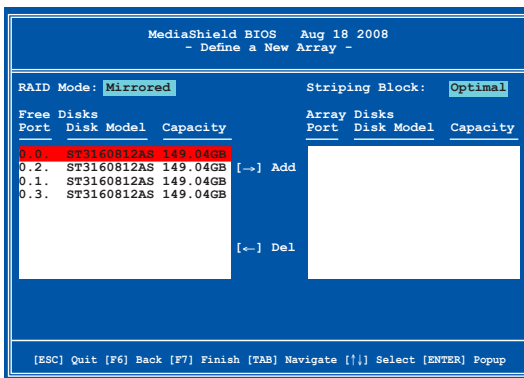 MediaShield BIOS   Aug 18 2008
- Define a New Array -
RAID Mode: Mirrored   Striping Block: Optimal
Free Disks   Array Disks
Port Disk Model Capacity   Port Disk Model Capacity
0.0. ST3160812AS 149.04GB
0.2. ST3160812AS 149.04GB [→] Add
0.1. ST3160812AS 149.04GB
0.3. ST3160812AS 149.04GB
[←] Del
[ESC] Quit [F6] Back [F7] Finish [TAB] Navigate [↑↓] Select [ENTER] Popup